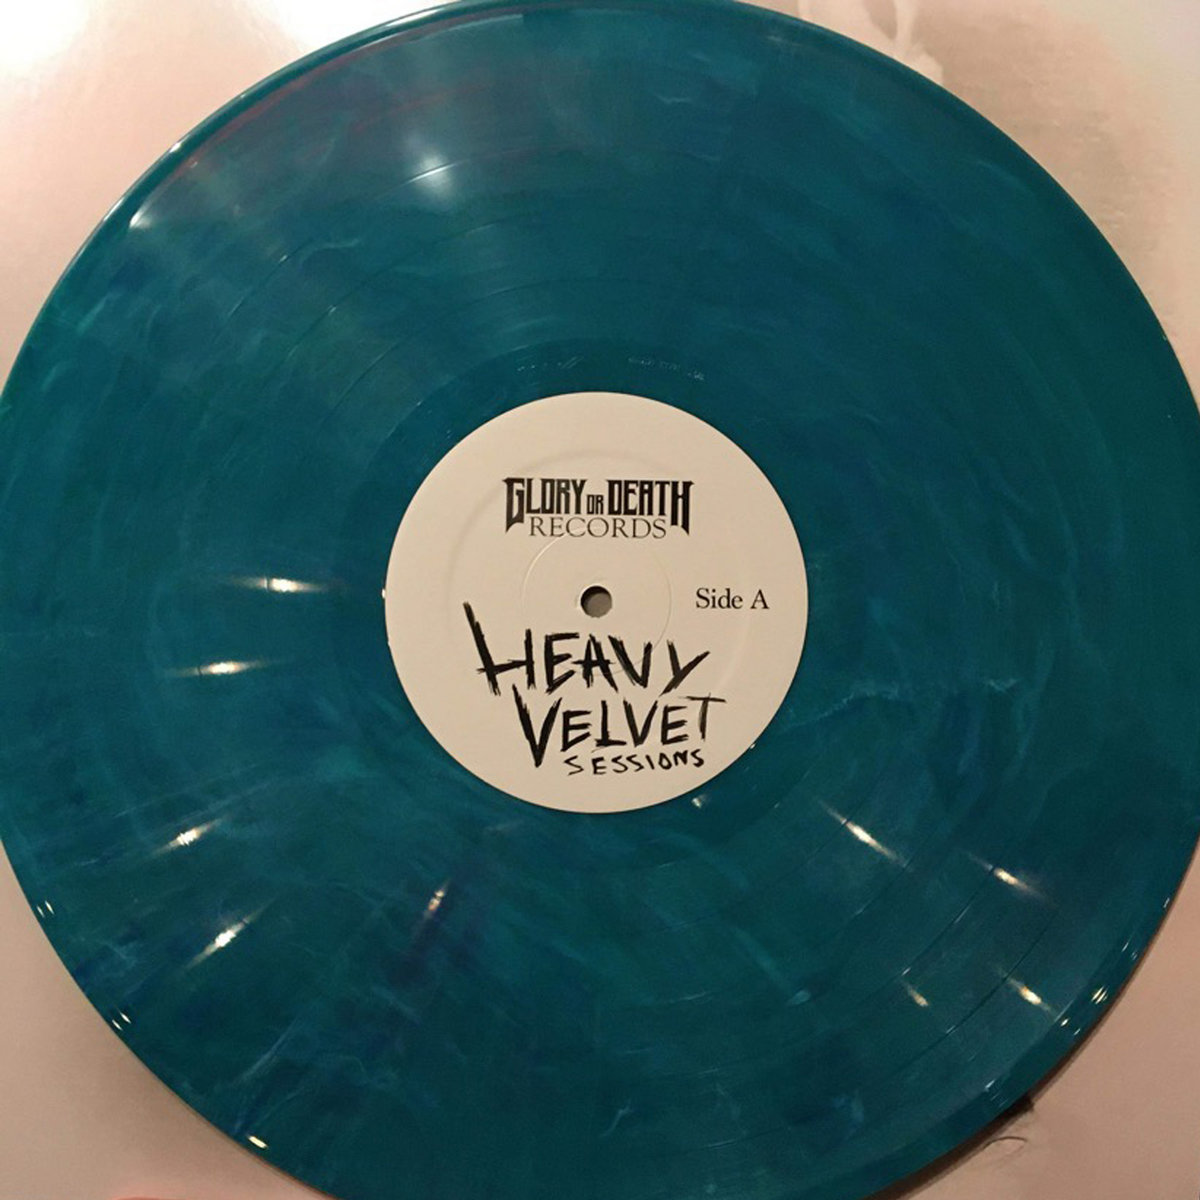 GLORY OR DEATH
RECORDS
Side A
HEAVY
VELVET
SESSIONS